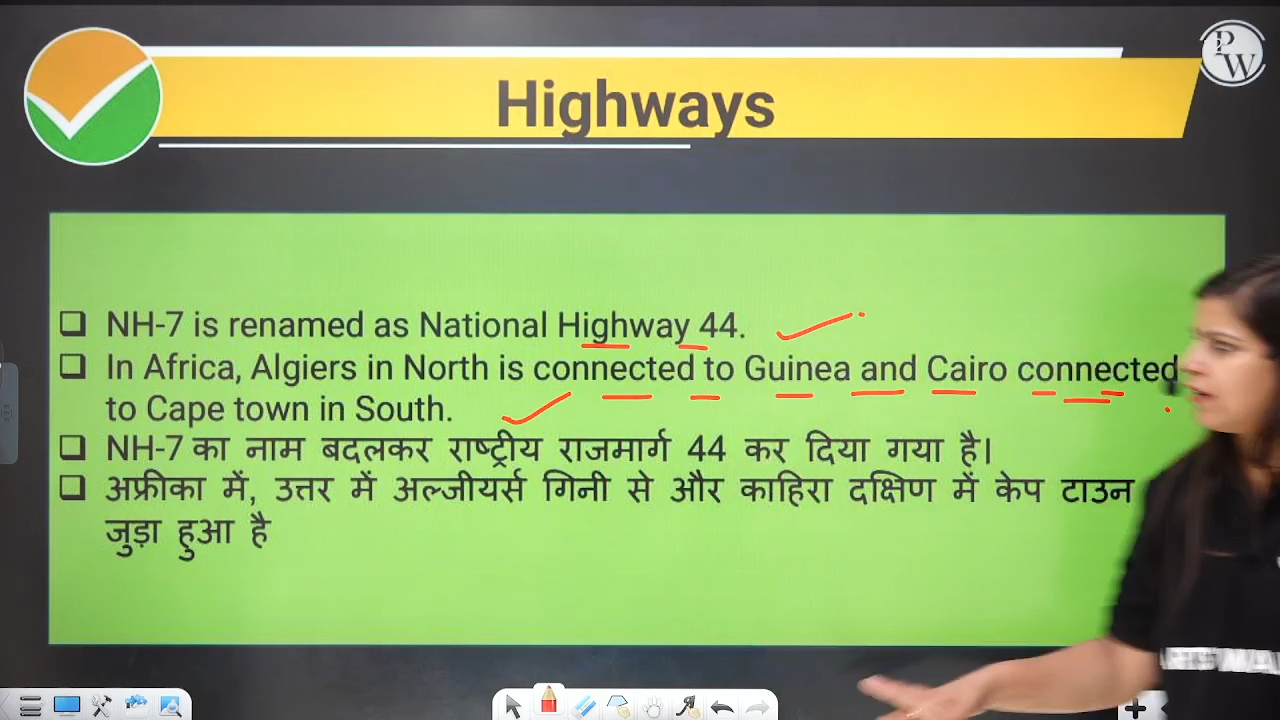 PW
Highways
NH-7 is renamed as National Highway 44.
In Africa, Algiers in North is connected to Guinea and Cairo connected
to Cape town in South.
NH-7 का नाम बदलकर राष्ट्रीय राजमार्ग 44 कर दिया गया है।
अफ्रीका में, उत्तर में अल्जीयर्स गिनी से और काहिरा दक्षिण में केप टाउन
जुड़ा हुआ है